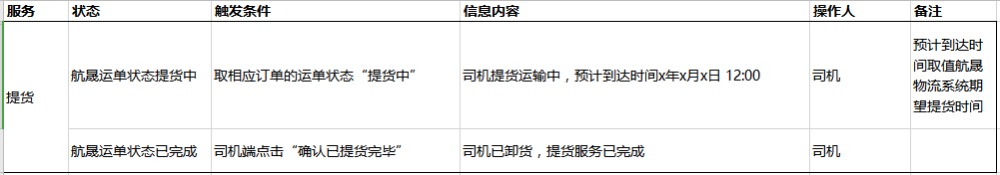 服务 状态 触发条件 信息内容 操作人 备注
提货
航晟运单状态提货中 取相应订单的运单状态“提货中” 司机提货运输中，预计到达时间x年x月x日 12:00 司机
预计到达时
间取值航晟
物流系统期
望提货时间
航晟运单状态已完成 司机端点击“确认已提货完毕” 司机已卸货，提货服务已完成 司机